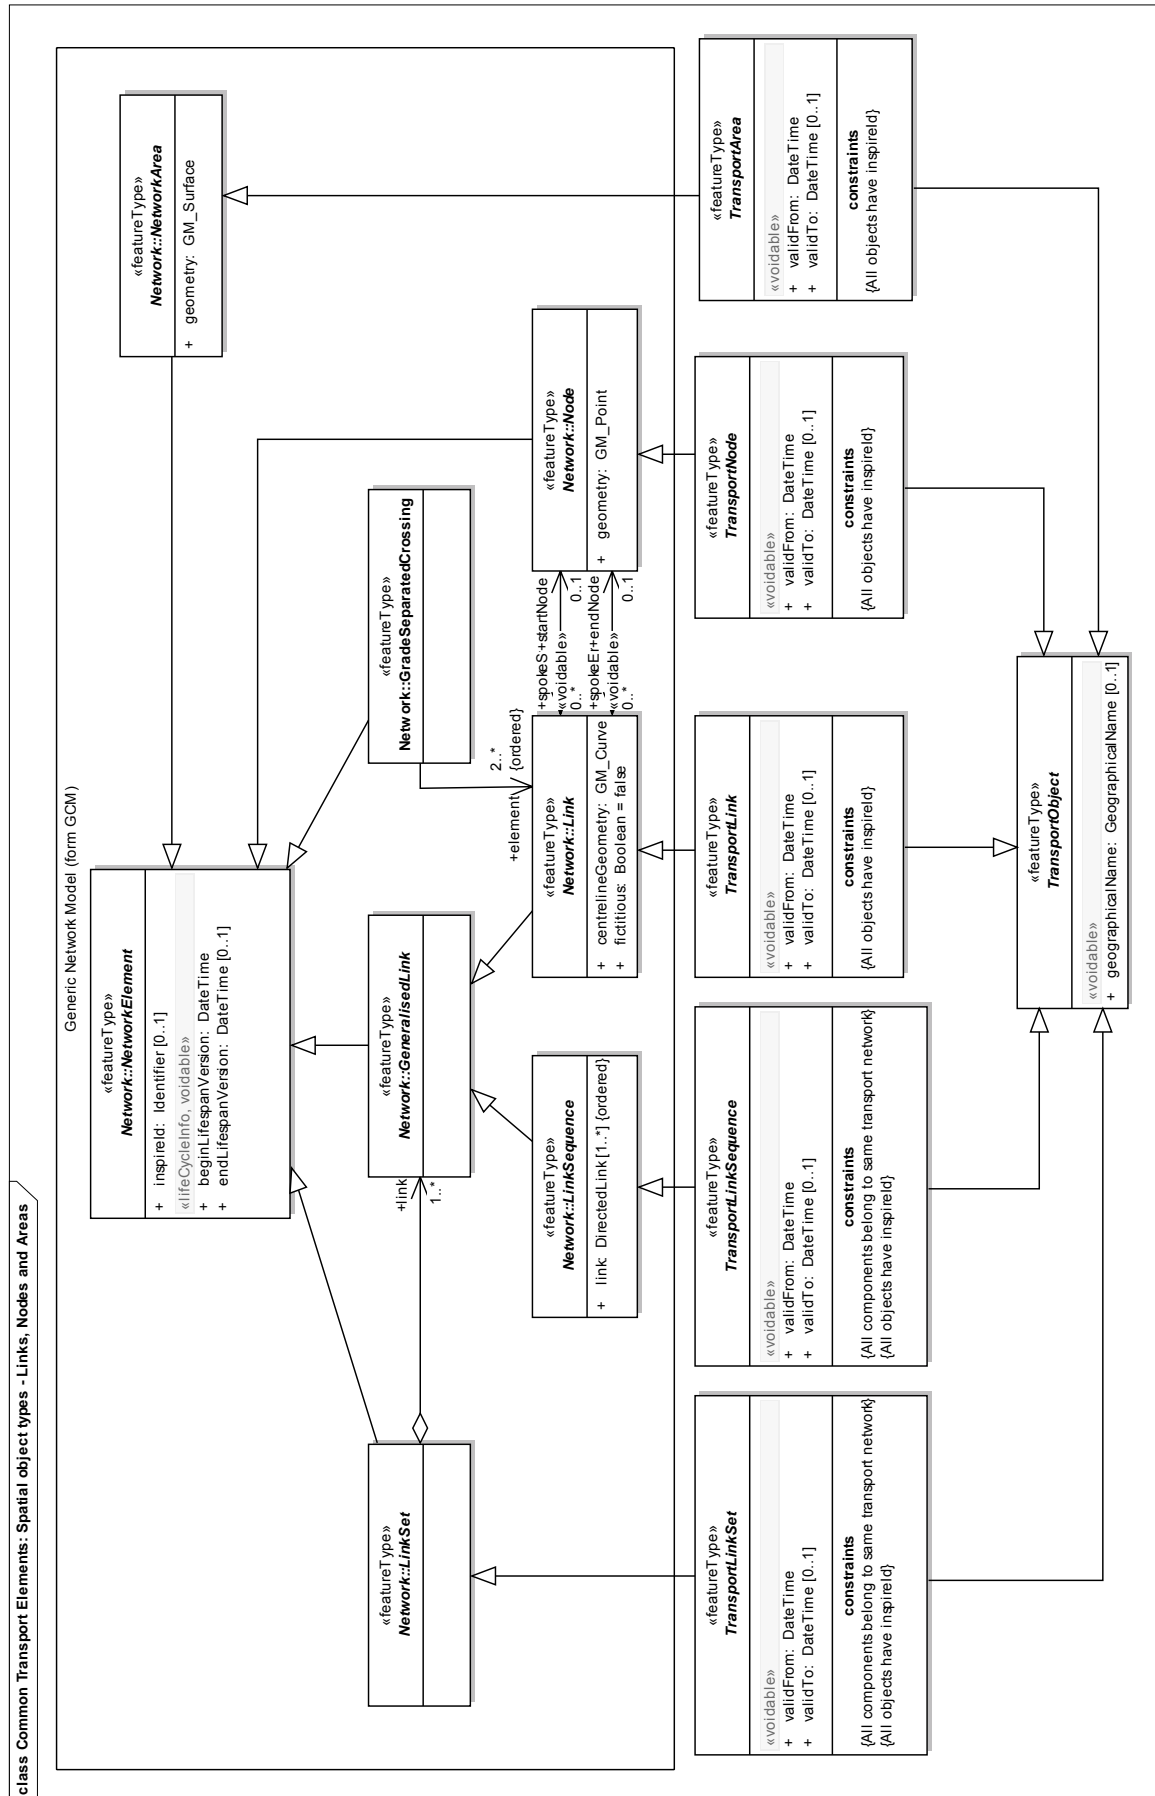 class Common Transport Elements: Spatial object types - Links, Nodes and Areas
Generic Network Model (form GCM)
«featureType»
Network::NetworkElement
+ inspireId: Identifier [0..1]
«lifeCycleInfo, voidable»
+ beginLifespanVersion: DateTime
+ endLifespanVersion: DateTime [0..1]
«featureType»
Network::NetworkArea
+ geometry: GM_Surface
«featureType»
Network::LinkSet
+link
1..*
«featureType»
Network::GeneralisedLink
«featureType»
Network::GradeSeparatedCrossing
+element
2..*
{ordered}
«featureType»
Network::LinkSequence
+ link: DirectedLink [1..*] {ordered}
«featureType»
Network::Link
+ centrelineGeometry: GM_Curve
+ fictitious: Boolean = false
+spokeS
+startNode
«voidable»
0..*
0..1
+spokeEr
+endNode
«voidable»
0..*
0..1
«featureType»
Network::Node
+ geometry: GM_Point
«featureType»
TransportLinkSet
«voidable»
+ validFrom: DateTime
+ validTo: DateTime [0..1]
constraints
{All components belong to same transport network}
{All objects have inspireId}
«featureType»
TransportLinkSequence
«voidable»
+ validFrom: DateTime
+ validTo: DateTime [0..1]
constraints
{All components belong to same transport network}
{All objects have inspireId}
«featureType»
TransportLink
«voidable»
+ validFrom: DateTime
+ validTo: DateTime [0..1]
constraints
{All objects have inspireId}
«featureType»
TransportNode
«voidable»
+ validFrom: DateTime
+ validTo: DateTime [0..1]
constraints
{All objects have inspireId}
«featureType»
TransportArea
«voidable»
+ validFrom: DateTime
+ validTo: DateTime [0..1]
constraints
{All objects have inspireId}
«featureType»
TransportObject
«voidable»
+ geographicalName: GeographicalName [0..1]